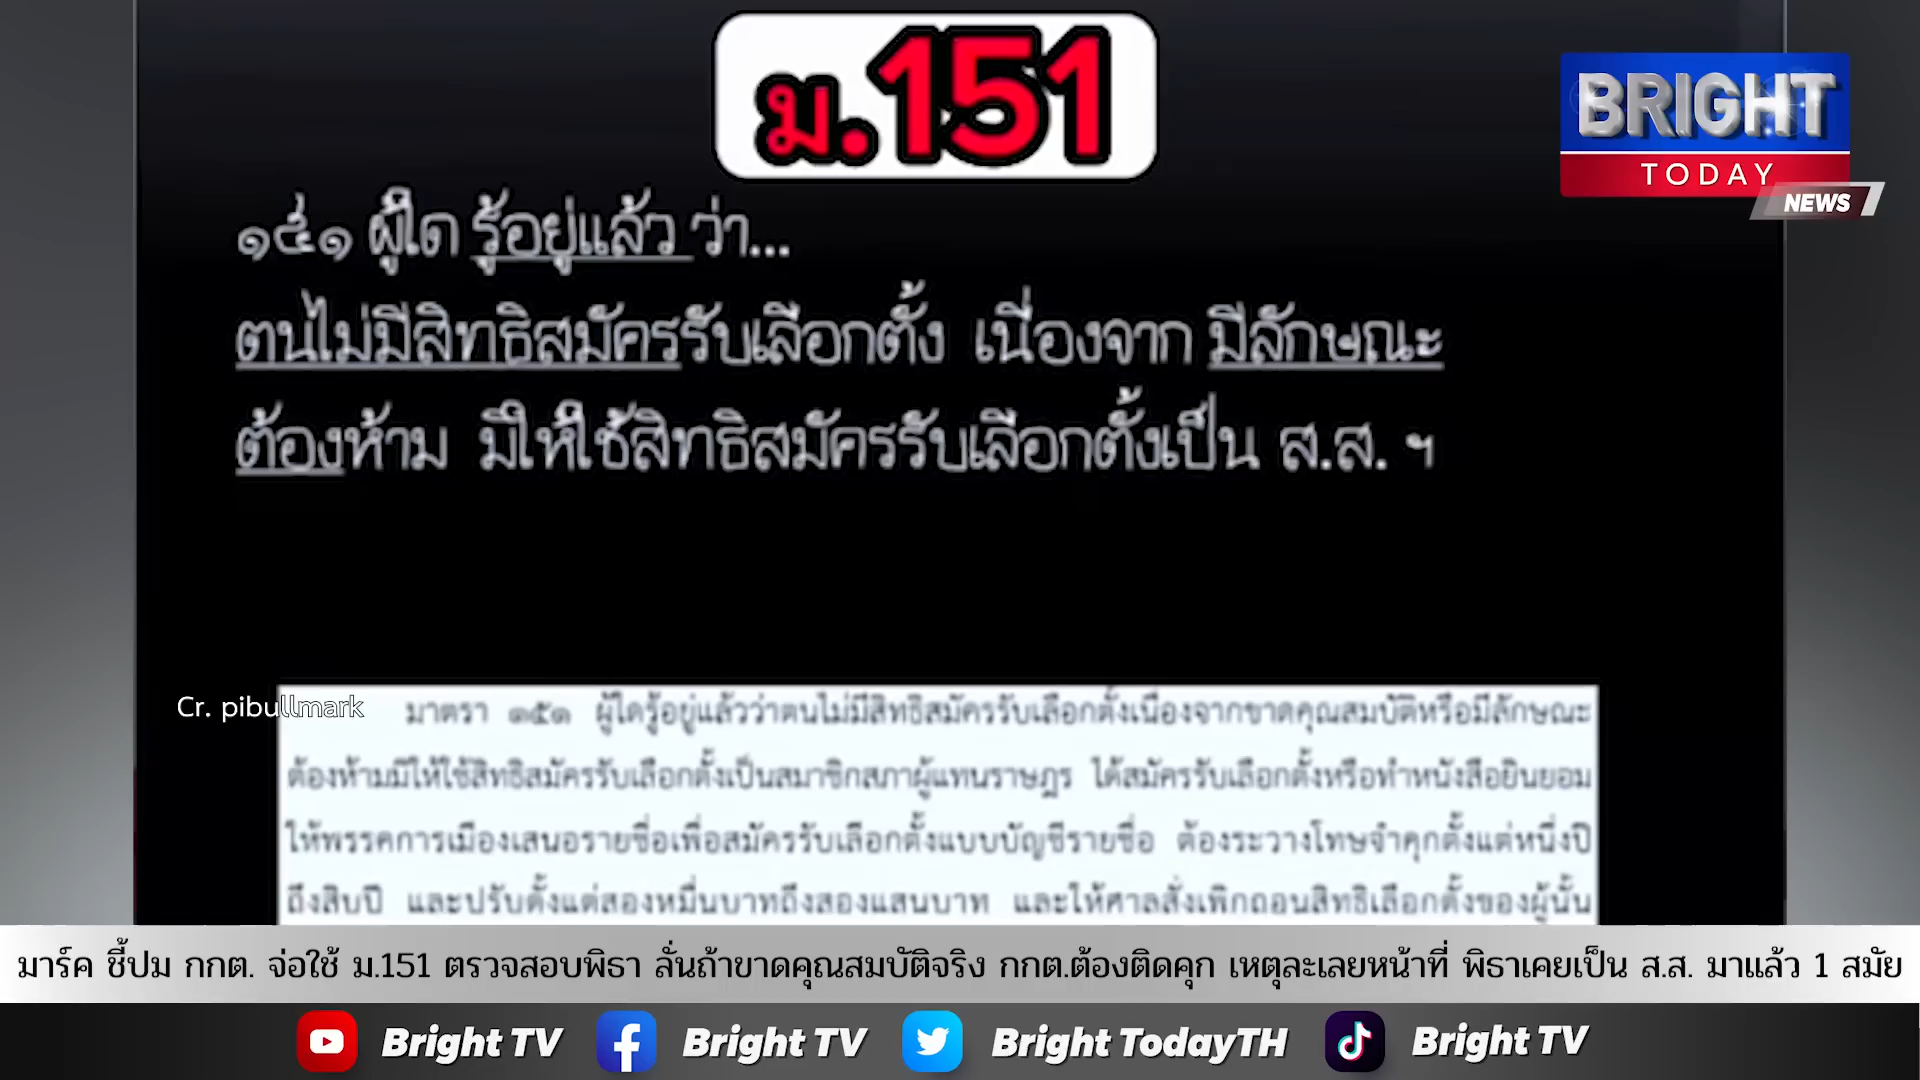 ม.151
BRIGHT
TODAY
NEWS
๑๕๑ ผู้ใด รู้อยู่แล้ว ว่า...
ตนไม่มีสิทธิสมัครรับเลือกตั้ง เนื่องจาก มีลักษณะ
ต้องห้าม มิให้ใช้สิทธิสมัครรับเลือกตั้งเป็น ส.ส. ฯ
Cr. pibullmark
มาตรา ๑๕๑ ผู้ใดรู้อยู่แล้วว่าตนไม่มีสิทธิสมัครรับเลือกตั้งเนื่องจากขาดคุณสมบัติหรือมีลักษณะ
ต้องห้ามมิให้ใช้สิทธิสมัครรับเลือกตั้งเป็นสมาชิกสภาผู้แทนราษฎร ได้สมัครรับเลือกตั้งหรือทำหนังสือยินยอม
ให้พรรคการเมืองเสนอรายชื่อเพื่อสมัครรับเลือกตั้งแบบบัญชีรายชื่อ ต้องระวางโทษจำคุกตั้งแต่หนึ่งปี
ถึงสิบปี และปรับตั้งแต่สองหมื่นบาทถึงสองแสนบาท และให้ศาลสั่งเพิกถอนสิทธิเลือกตั้งของผู้นั้น
มาร์ค ชี้ปม กกต. จ่อใช้ ม.151 ตรวจสอบพิธา ลั่นถ้าขาดคุณสมบัติจริง กกต.ต้องติดคุก เหตุละเลยหน้าที่ พิธาเคยเป็น ส.ส. มาแล้ว 1 สมัย
Bright TV Bright TV Bright TodayTH Bright TV